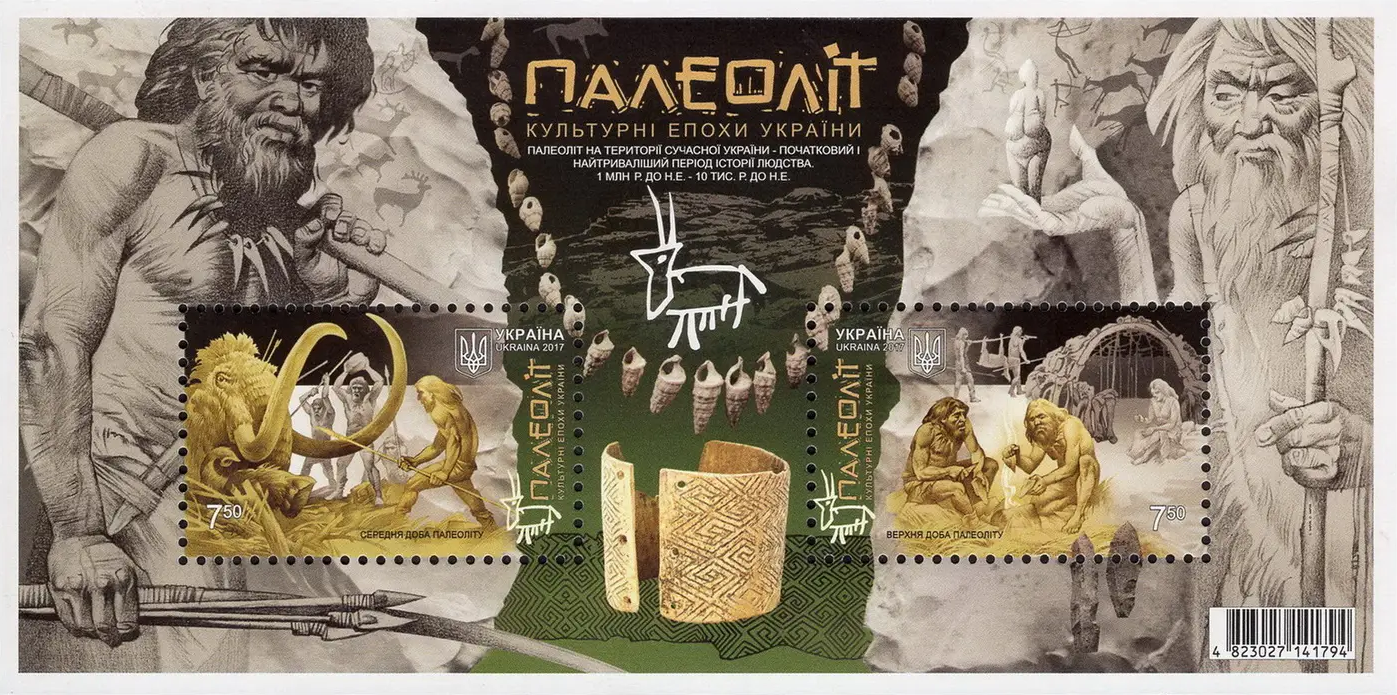 ПАЛЕОЛІТ
КУЛЬТУРНІ ЕПОХИ УКРАЇНИ
ПАЛЕОЛІТ НА ТЕРИТОРІЇ СУЧАСНОЇ УКРАЇНИ - ПОЧАТКОВИЙ І
НАЙТРИВАЛІШИЙ ПЕРІОД ІСТОРІЇ ЛЮДСТВА.
1 МЛН Р. ДО Н.Е. - 10 ТИС. Р. ДО Н.Е.
УКРАЇНА
UKRAINA 2017
ПАЛЕОЛІТ
КУЛЬТУРНІ ЕПОХИ УКРАЇНИ
7 50
СЕРЕДНЯ ДОБА ПАЛЕОЛІТУ
УКРАЇНА
UKRAINA 2017
ПАЛЕОЛІТ
КУЛЬТУРНІ ЕПОХИ УКРАЇНИ
ВЕРХНЯ ДОБА ПАЛЕОЛІТУ
7 50
4 823027 141794